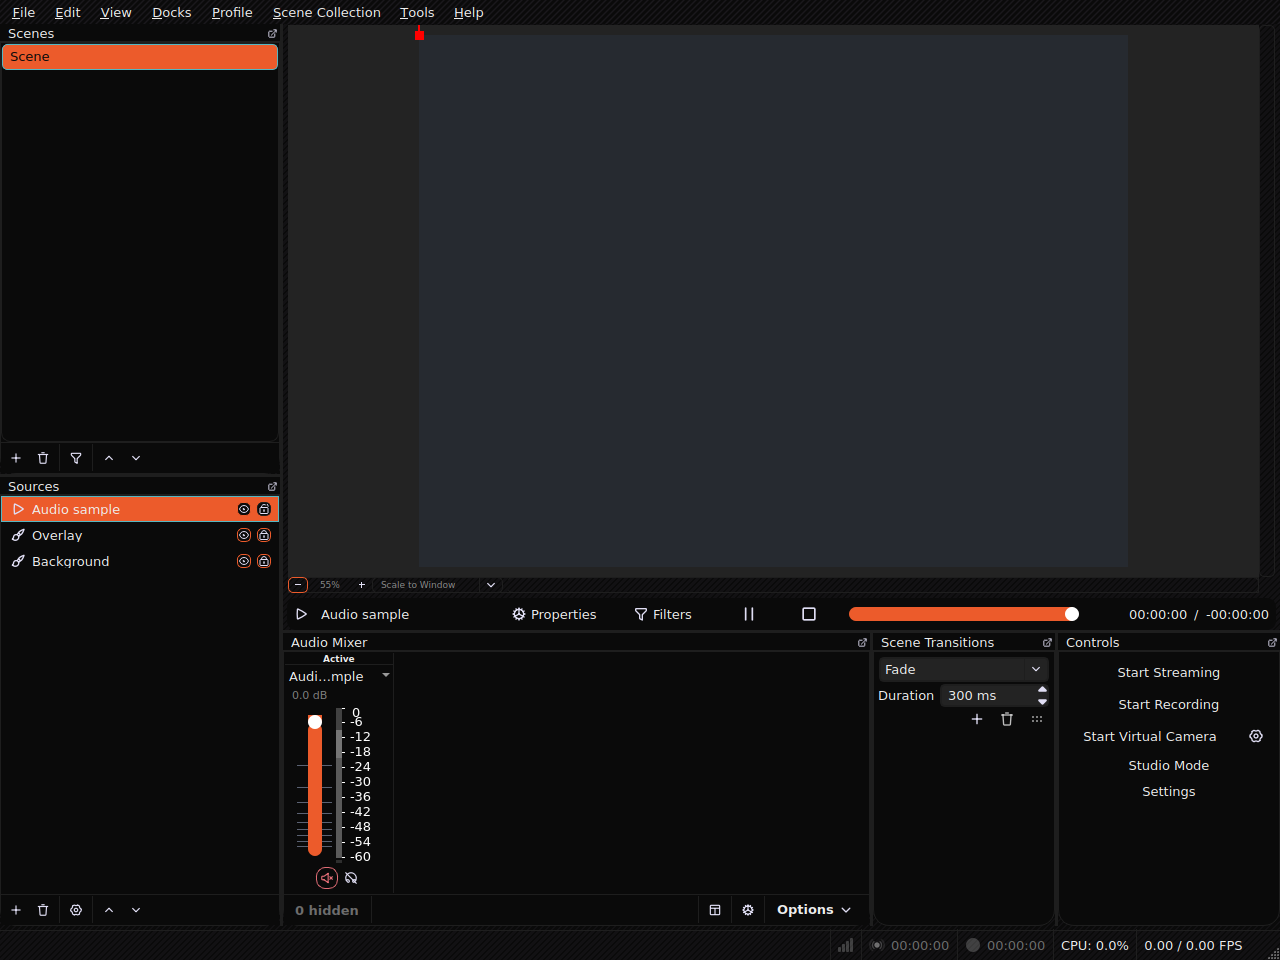 File Edit View Docks Profile Scene Collection Tools Help
Scenes
Scene
Sources
Audio sample
Overlay
Background
55% Scale to Window
Audio sample Properties Filters 00:00:00 / -00:00:00
Audio Mixer
Active
Audi...mple
0.0 dB
0
-6
-12
-18
-24
-30
-36
-42
-48
-54
-60
0 hidden Options
Scene Transitions
Fade
Duration 300 ms
Controls
Start Streaming
Start Recording
Start Virtual Camera
Studio Mode
Settings
00:00:00 00:00:00 CPU: 0.0% 0.00 / 0.00 FPS